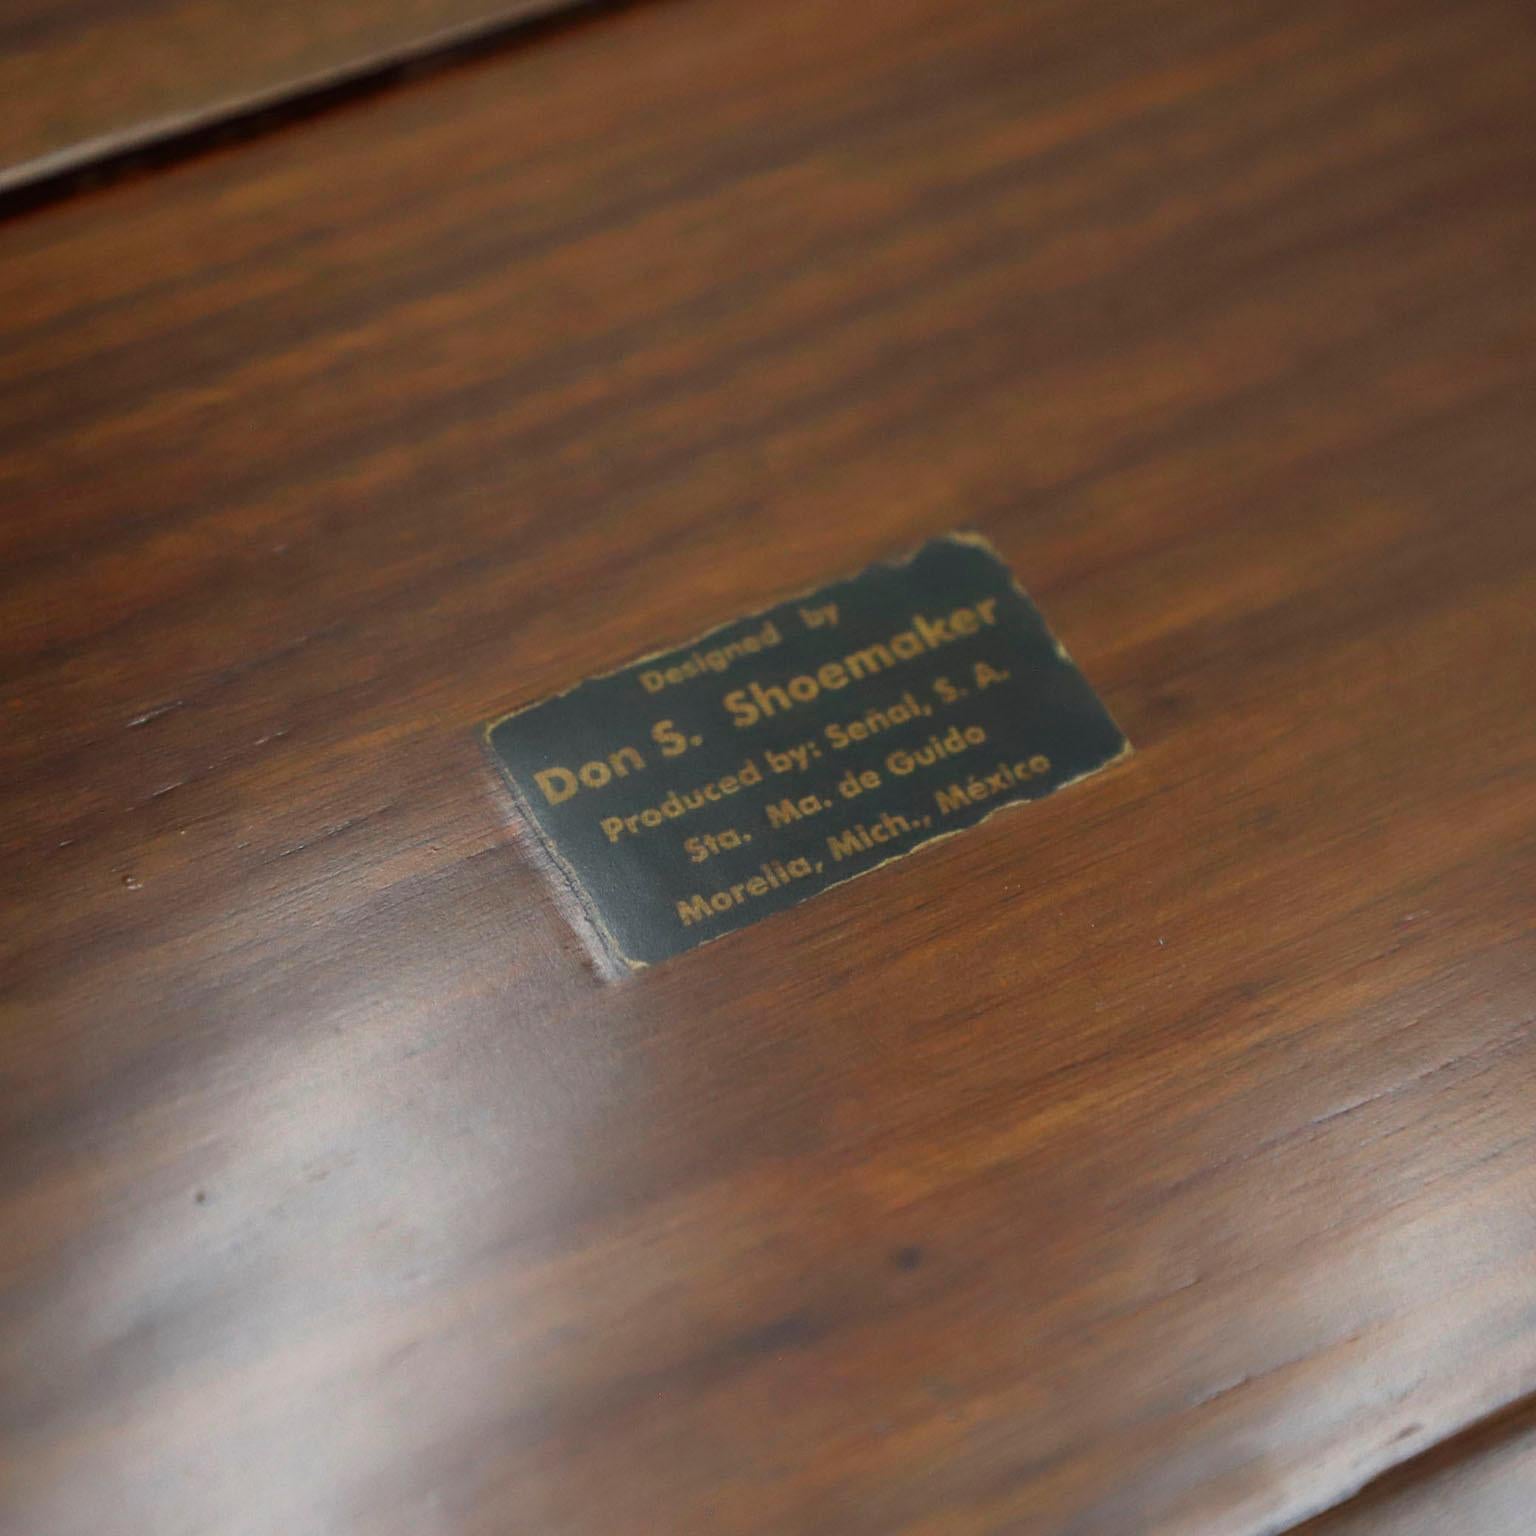 Designed by
Don S. Shoemaker
Produced by: Señal, S. A.
Sta. Ma. de Guido
Morelia, Mich., México